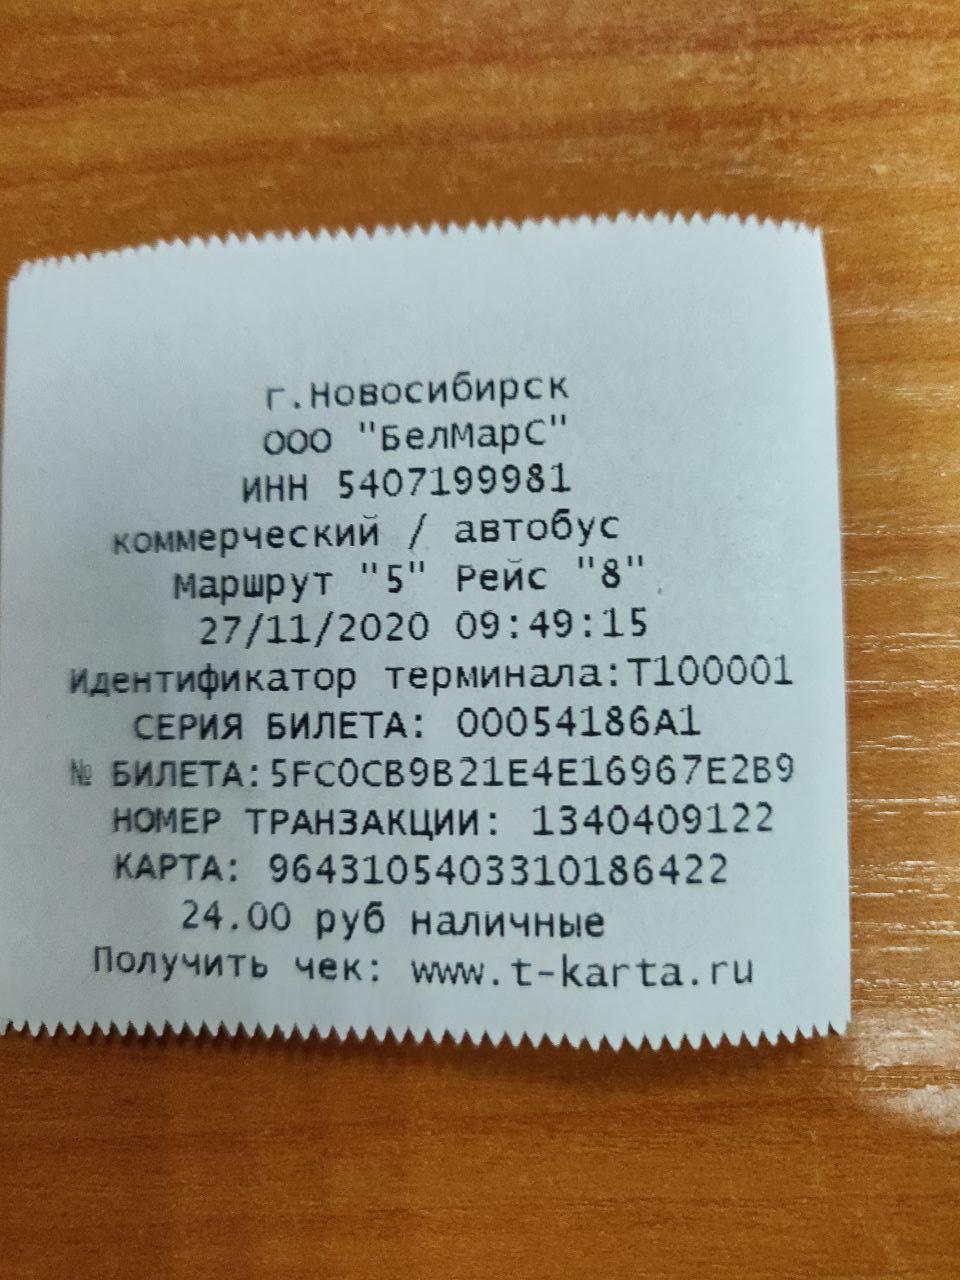 г.Новосибирск
ООО "БелМарС"
ИНН 5407199981
коммерческий / автобус
Маршрут "5" Рейс "8"
27/11/2020 09:49:15
Идентификатор терминала:Т100001
СЕРИЯ БИЛЕТА: 00054186A1
№ БИЛЕТА:5FC0CB9B21E4E16967E2B9
НОМЕР ТРАНЗАКЦИИ: 1340409122
КАРТА: 9643105403310186422
24.00 руб наличные
Получить чек: www.t-karta.ru